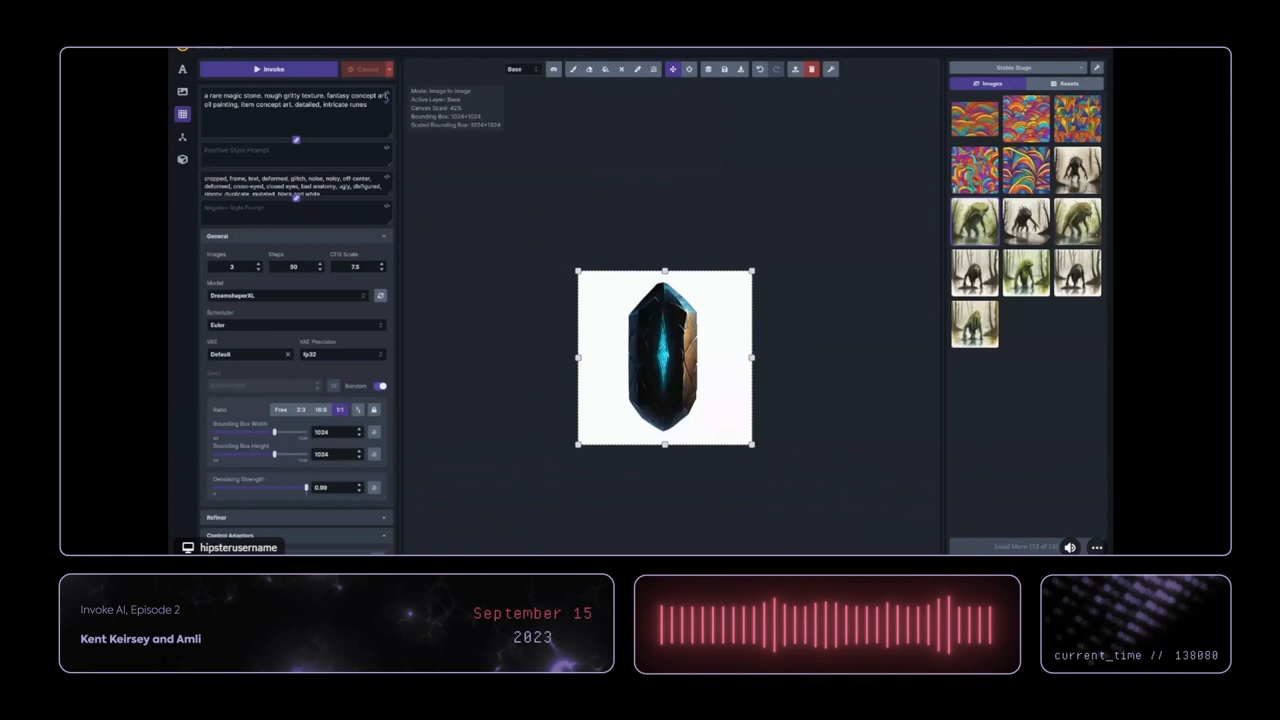 Invoke
Cancel
a rare magic stone. rough gritty texture. fantasy concept art,
oil painting, item concept art. detailed, intricate runes
Positive Style Prompt
cropped, frame, text, deformed, glitch, noise, noisy, off-center,
deformed, cross-eyed, closed eyes, bad anatomy, ugly, disfigured,
sloppy, duplicate, mutated, black and white
Negative Style Prompt
General
Images
Steps
CFG Scale
3
50
7.5
Model
DreamshaperXL
Scheduler
Euler
VAE
VAE Precision
Default
fp32
Seed
Random
Ratio
Free
2:3
16:9
1:1
Bounding Box Width
1024
Bounding Box Height
1024
Denoising Strength
0.99
Refiner
Control Adapters
Base
Mode: Image to Image
Active Layer: Base
Canvas Scale: 42%
Bounding Box: 1024×1024
Scaled Bounding Box: 1024×1024
Stable Stage
Images
Assets
Load More (13 of 13)
hipsterusername
Invoke AI, Episode 2
Kent Keirsey and Amli
September 15
2023
current_time // 138080